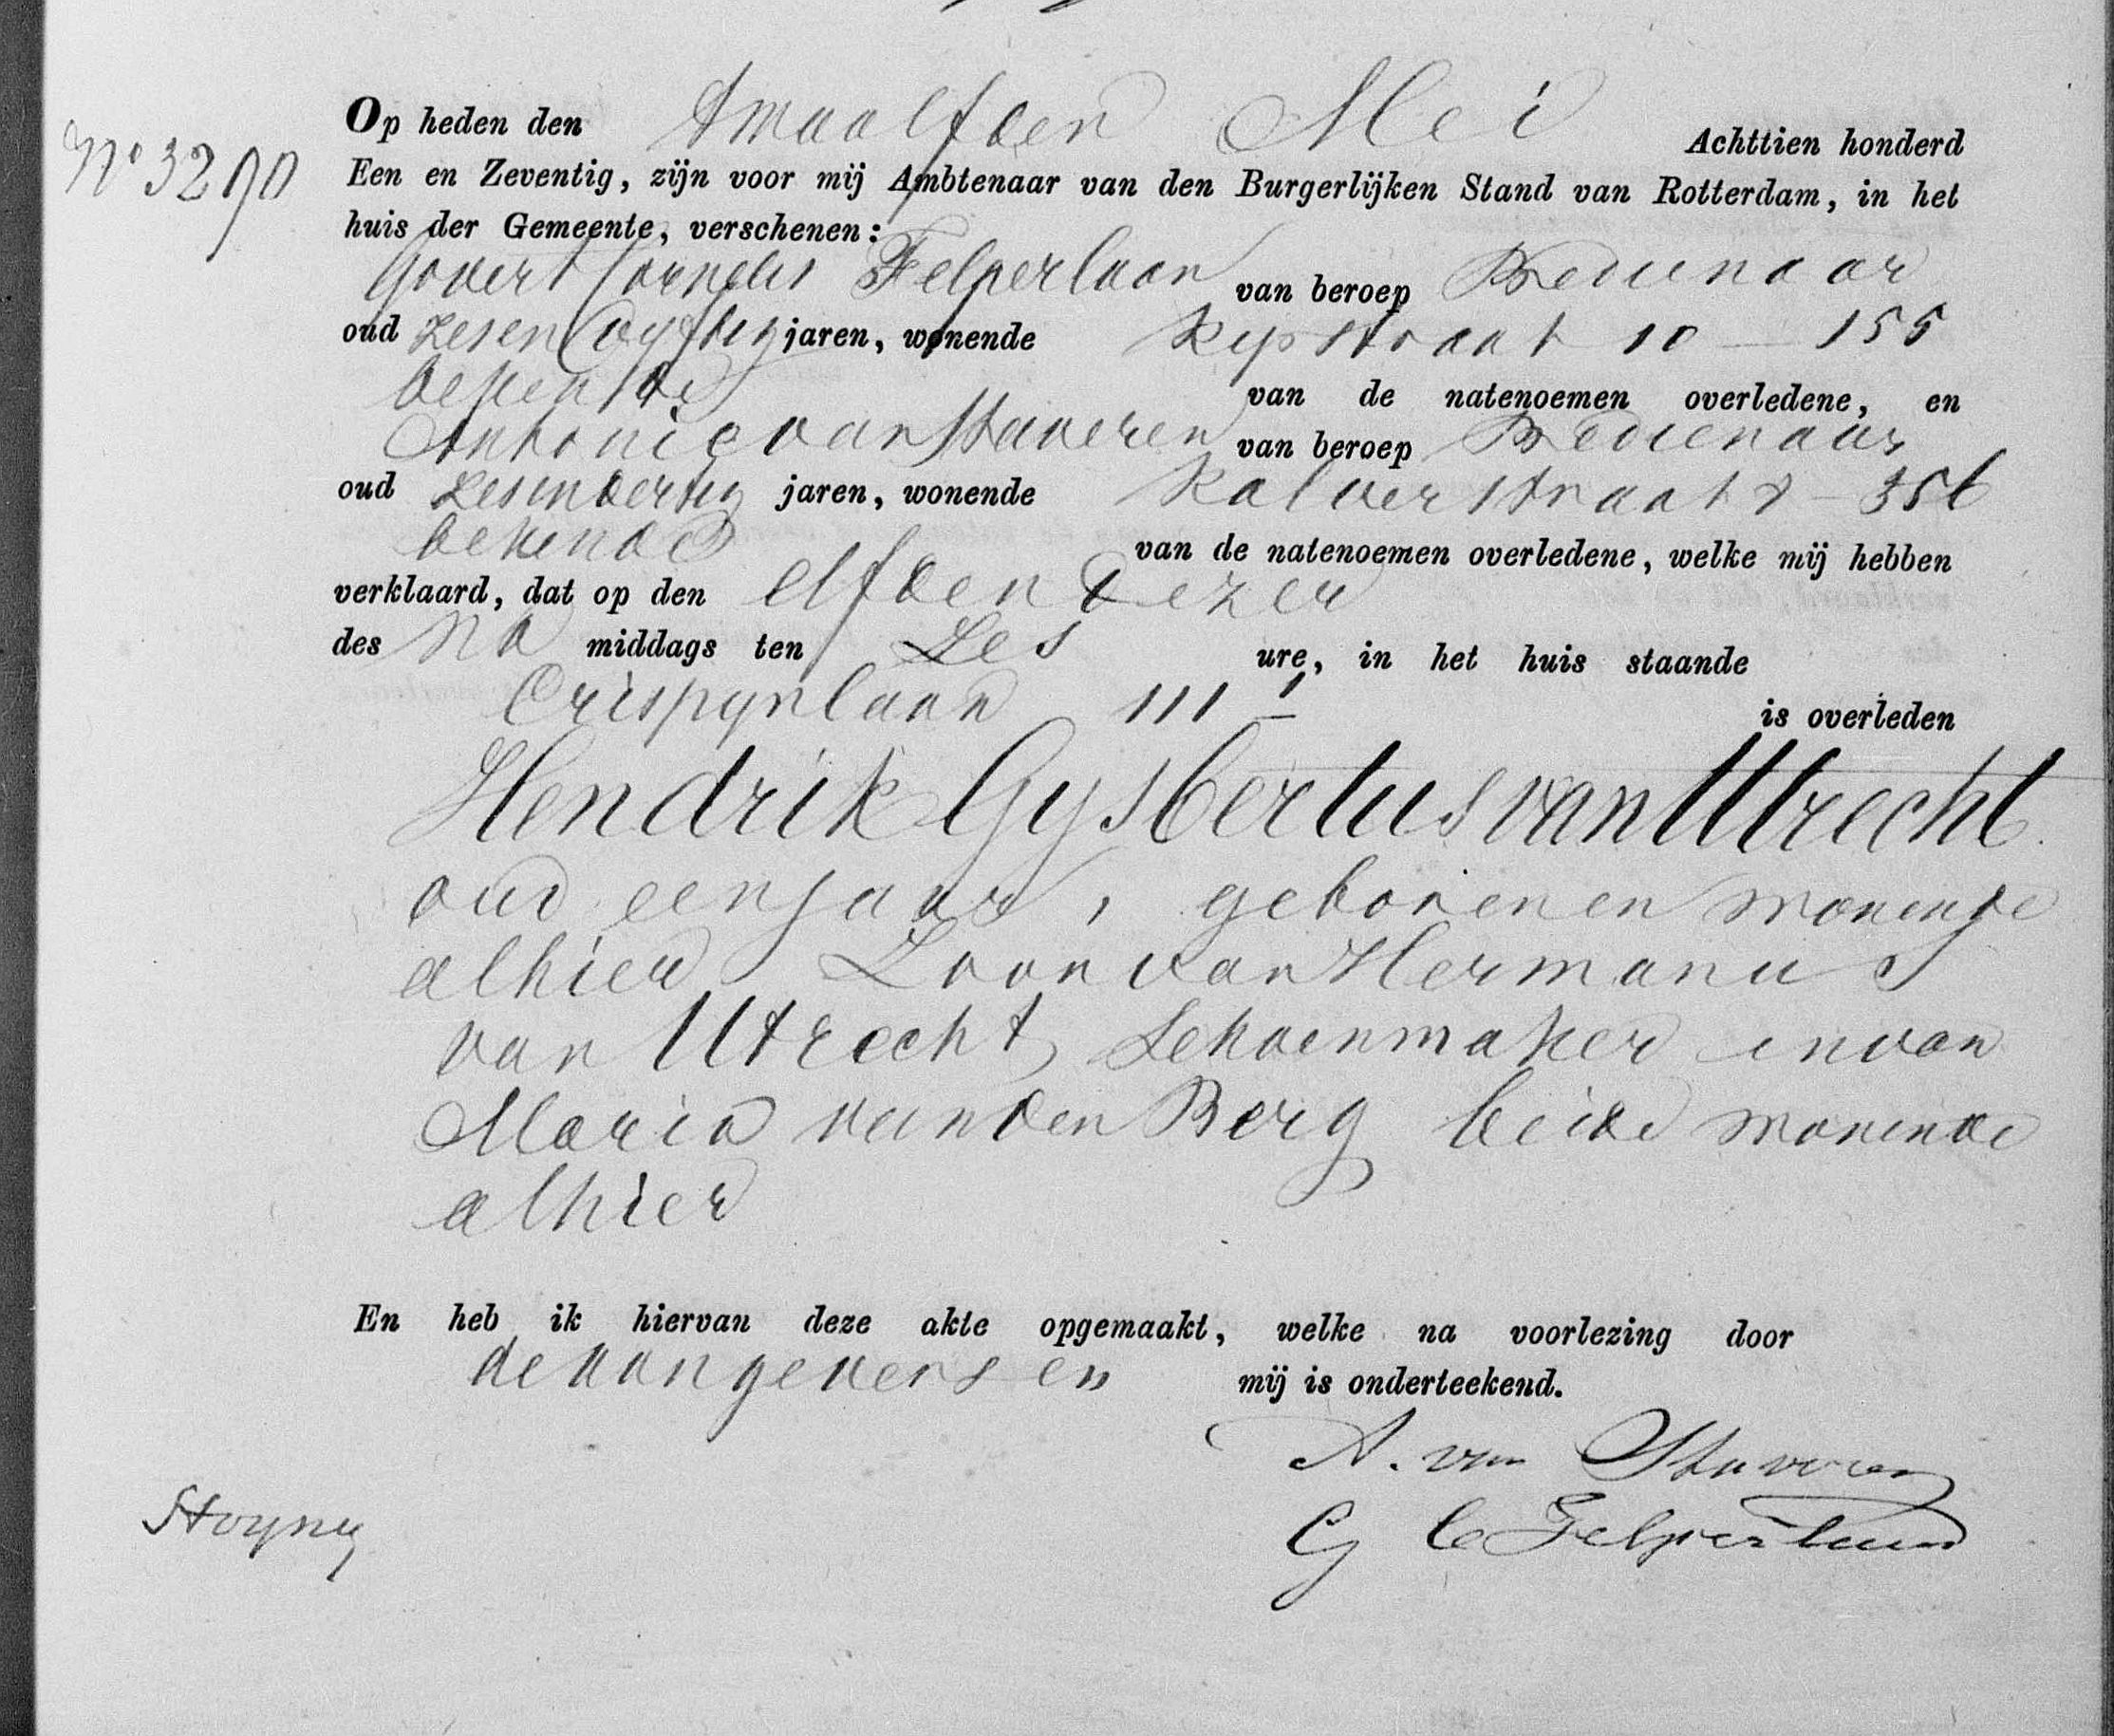 Op heden den twaalfden Mei Achttien honderd
No 3290
Een en Zeventig, zijn voor mij Ambtenaar van den Burgerlijken Stand van Rotterdam, in het
huis der Gemeente, verschenen:
Govert Cornelis Felperlaan van beroep Bedienaar
oud zesenvyftig jaren, wonende Kipstraat 10 – 155
bekende van de natenoemen overledene, en
Antonie van Staveren van beroep Bedienaar
oud zesendertig jaren, wonende Kalverstraat 8 – 356
bekende van de natenoemen overledene, welke mij hebben
verklaard, dat op den elfden dezer
des na middags ten Zes ure, in het huis staande
Crispynlaan 111 is overleden
Hendrik Gysbertus van Utrecht
oud een jaar, geboren en wonende
alhier Zoon van Hermanus
van Utrecht, Schoenmaker en van
Maria van den Berg beide wonende
alhier
En heb ik hiervan deze akte opgemaakt, welke na voorlezing door
de aangevers en mij is onderteekend.
A. van Staveren
G C Felperlaan